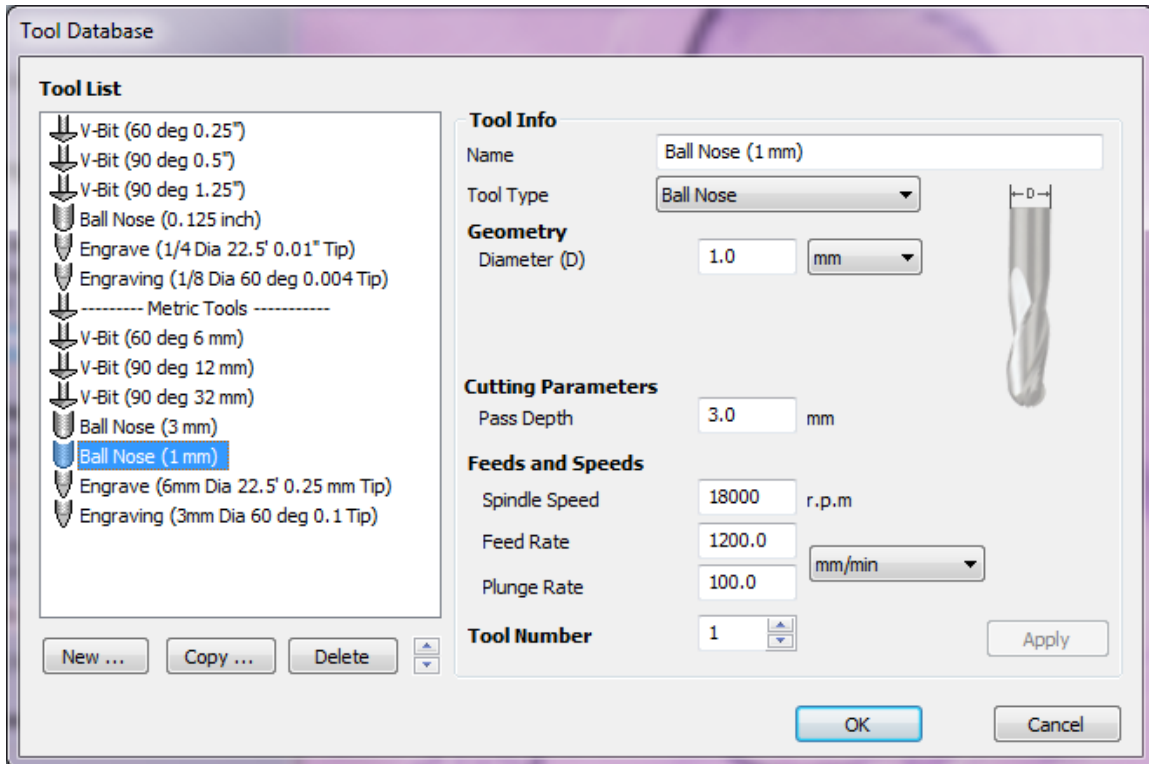 Tool Database
Tool List
V-Bit (60 deg 0.25")
V-Bit (90 deg 0.5")
V-Bit (90 deg 1.25")
Ball Nose (0.125 inch)
Engrave (1/4 Dia 22.5' 0.01" Tip)
Engraving (1/8 Dia 60 deg 0.004 Tip)
--------- Metric Tools -----------
V-Bit (60 deg 6 mm)
V-Bit (90 deg 12 mm)
V-Bit (90 deg 32 mm)
Ball Nose (3 mm)
Ball Nose (1 mm)
Engrave (6mm Dia 22.5' 0.25 mm Tip)
Engraving (3mm Dia 60 deg 0.1 Tip)
New ...
Copy ...
Delete
Tool Info
Name Ball Nose (1 mm)
Tool Type Ball Nose
D
Geometry
Diameter (D) 1.0 mm
Cutting Parameters
Pass Depth 3.0 mm
Feeds and Speeds
Spindle Speed 18000 r.p.m
Feed Rate 1200.0
mm/min
Plunge Rate 100.0
Tool Number 1
Apply
OK
Cancel